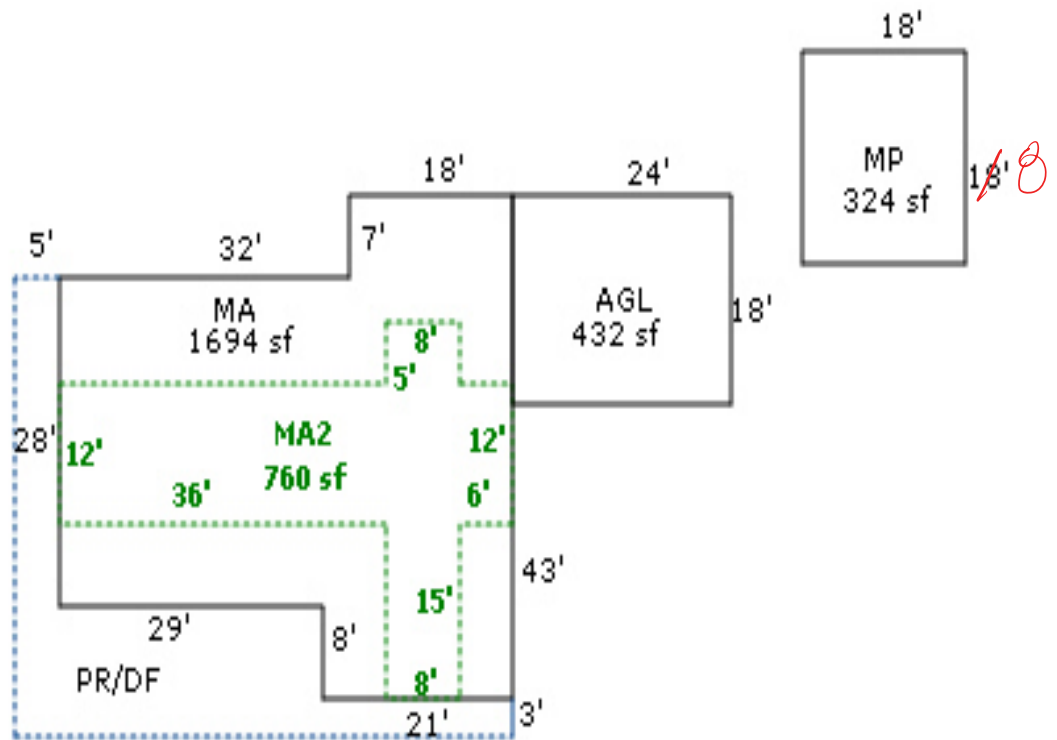 18'
MP
324 sf
18' 8
18'
24'
7'
5'
32'
MA
1694 sf
8'
5'
AGL
432 sf
18'
28'
12'
MA2
760 sf
12'
36'
6'
43'
15'
29'
8'
PR/DF
8'
21'
3'